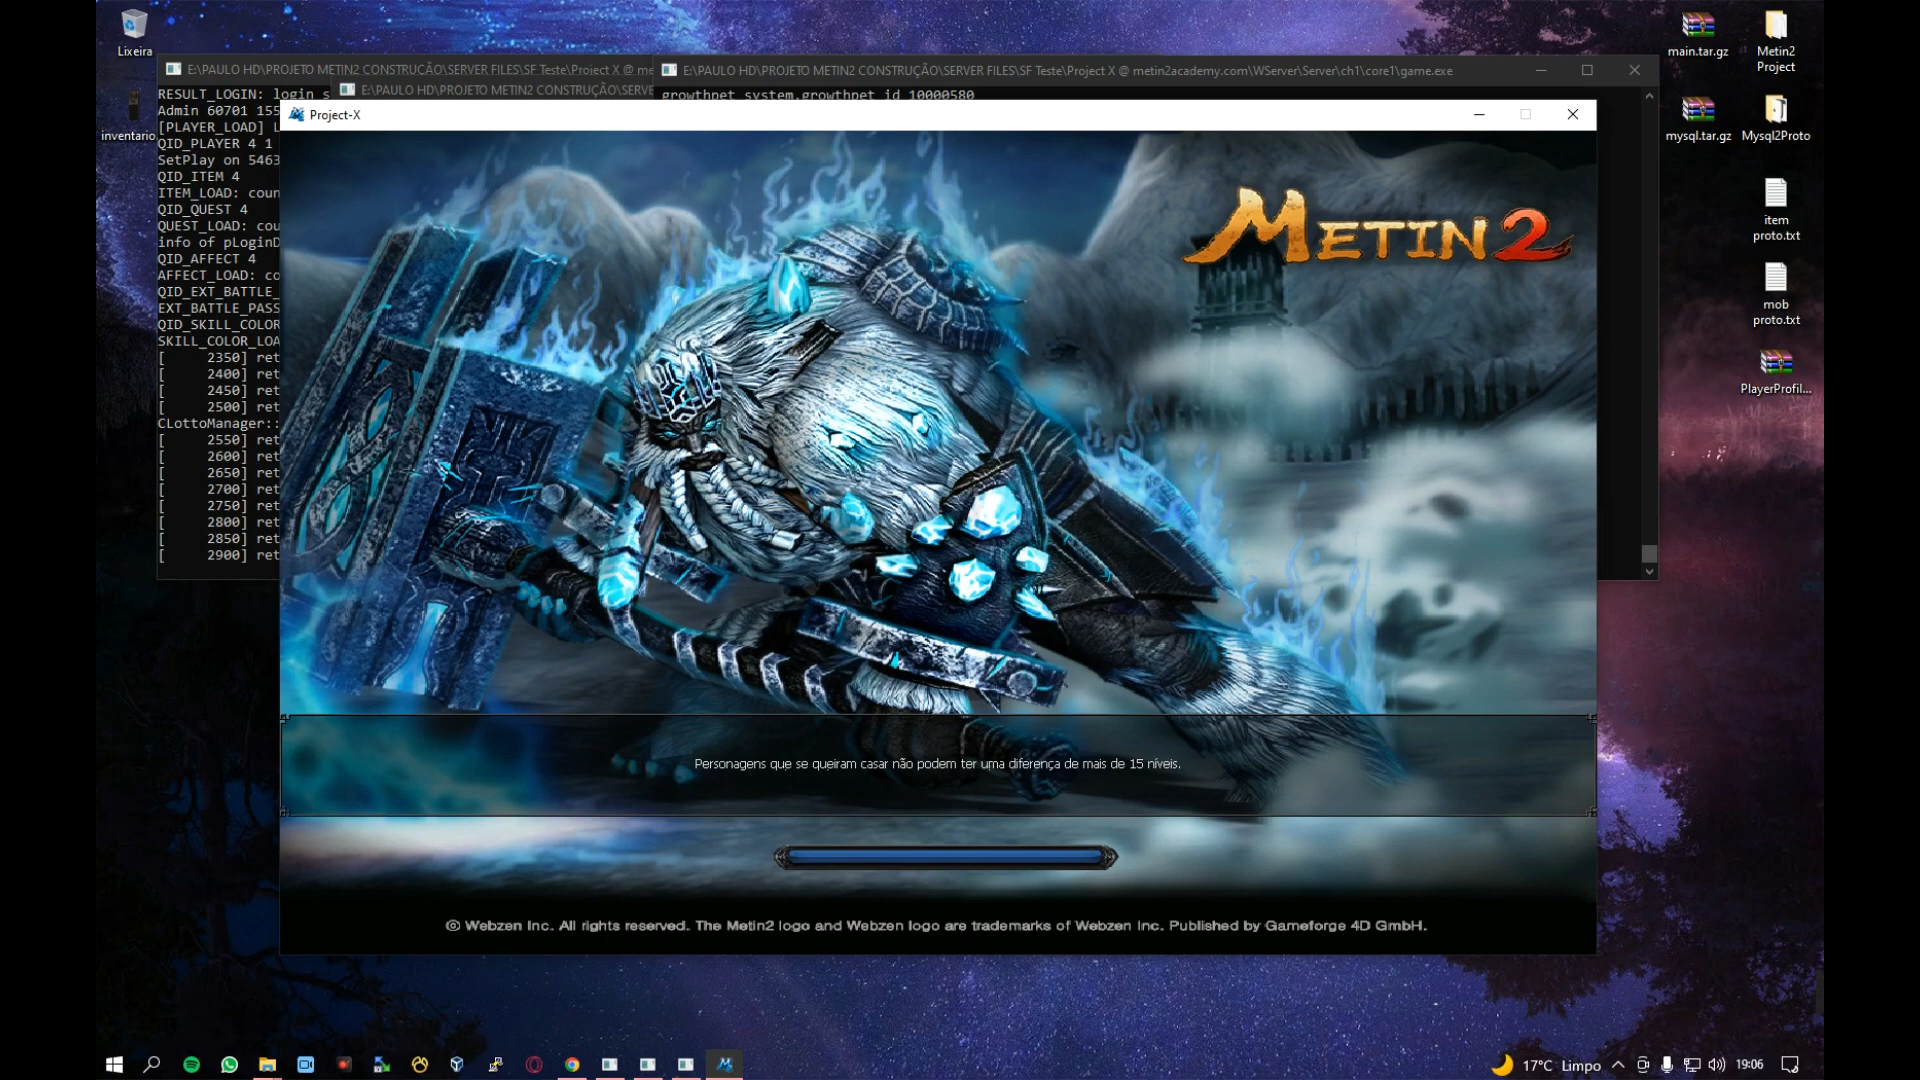 Lixeira
inventario
E:\PAULO HD\PROJETO METIN2 CONSTRUÇÃO\SERVER FILES\SF Teste\Project X @ me
E:\PAULO HD\PROJETO METIN2 CONSTRUÇÃO\SERVE
E:\PAULO HD\PROJETO METIN2 CONSTRUÇÃO\SERVER FILES\SF Teste\Project X @ metin2academy.com\WServer\Server\ch1\core1\game.exe
growthpet_system.growthpet_id 10000580
RESULT_LOGIN: login_s
Admin 60701 155
[PLAYER_LOAD] L
QID_PLAYER 4 1
SetPlay on 5463
QID_ITEM 4
ITEM_LOAD: coun
QID_QUEST 4
QUEST_LOAD: cou
info of pLoginD
QID_AFFECT 4
AFFECT_LOAD: co
QID_EXT_BATTLE_
EXT_BATTLE_PASS
QID_SKILL_COLOR
SKILL_COLOR_LOA
[ 2350] ret
[ 2400] ret
[ 2450] ret
[ 2500] ret
CLottoManager::
[ 2550] ret
[ 2600] ret
[ 2650] ret
[ 2700] ret
[ 2750] ret
[ 2800] ret
[ 2850] ret
[ 2900] ret
Project-X
METIN2
Personagens que se queiram casar não podem ter uma diferença de mais de 15 níveis.
© Webzen Inc. All rights reserved. The Metin2 logo and Webzen logo are trademarks of Webzen Inc. Published by Gameforge 4D GmbH.
main.tar.gz
Metin2
Project
mysql.tar.gz
Mysql2Proto
item
proto.txt
mob
proto.txt
PlayerProfil...
17°C Limpo
19:06